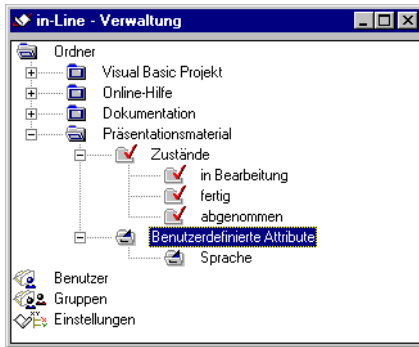 in-Line - Verwaltung
Ordner
Visual Basic Projekt
Online-Hilfe
Dokumentation
Präsentationsmaterial
Zustände
in Bearbeitung
fertig
abgenommen
Benutzerdefinierte Attribute
Sprache
Benutzer
Gruppen
Einstellungen